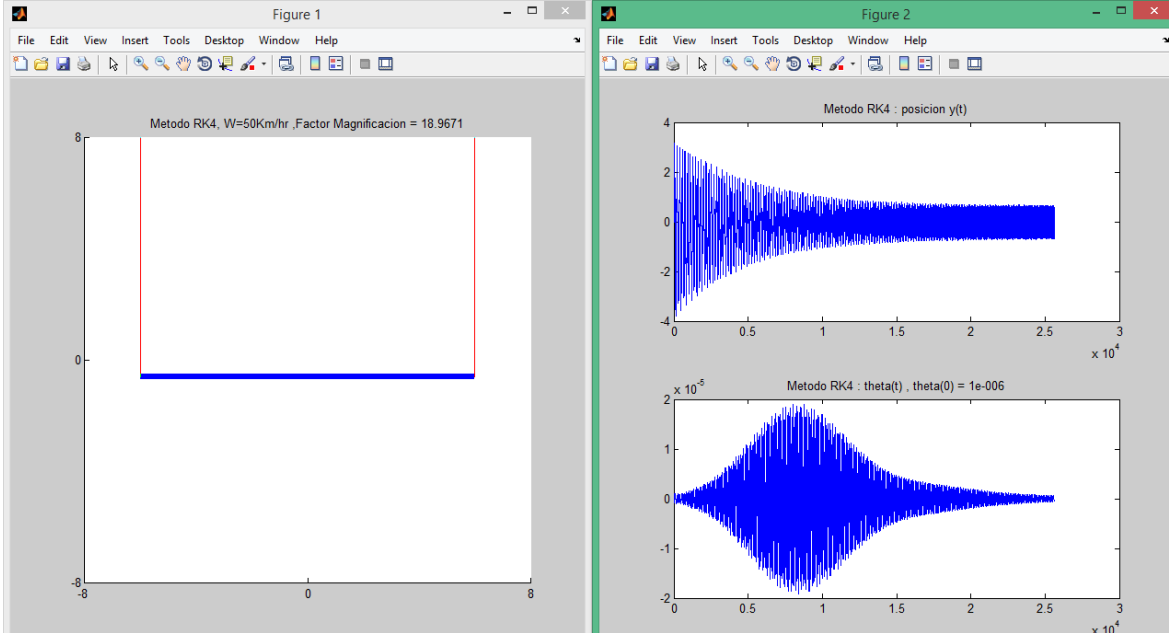 Figure 1
File Edit View Insert Tools Desktop Window Help
Metodo RK4, W=50Km/hr ,Factor Magnificacion = 18.9671
8
0
-8
-8 0 8
Figure 2
File Edit View Insert Tools Desktop Window Help
Metodo RK4 : posicion y(t)
4
2
0
-2
-4
0 0.5 1 1.5 2 2.5 3
x 10^4
Metodo RK4 : theta(t) , theta(0) = 1e-006
x 10^-5
2
1
0
-1
-2
0 0.5 1 1.5 2 2.5 3
x 10^4